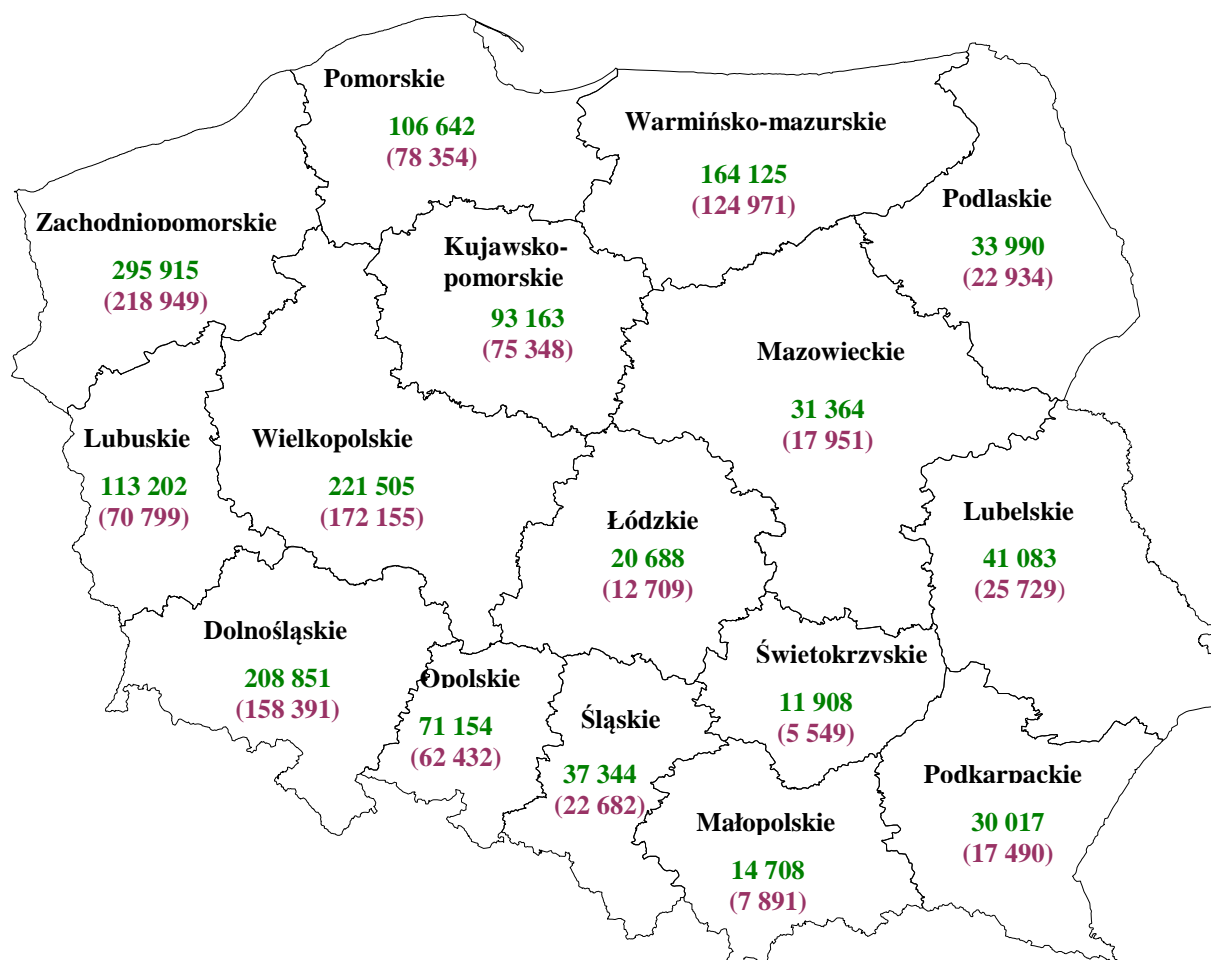 Pomorskie
106 642
(78 354)
Warmińsko-mazurskie
164 125
(124 971)
Podlaskie
33 990
(22 934)
Zachodniopomorskie
295 915
(218 949)
Kujawsko-
pomorskie
93 163
(75 348)
Mazowieckie
31 364
(17 951)
Lubuskie
113 202
(70 799)
Wielkopolskie
221 505
(172 155)
Łódzkie
20 688
(12 709)
Lubelskie
41 083
(25 729)
Dolnośląskie
208 851
(158 391)
Opolskie
71 154
(62 432)
Śląskie
37 344
(22 682)
Świetokrzyskie
11 908
(5 549)
Małopolskie
14 708
(7 891)
Podkarpackie
30 017
(17 490)